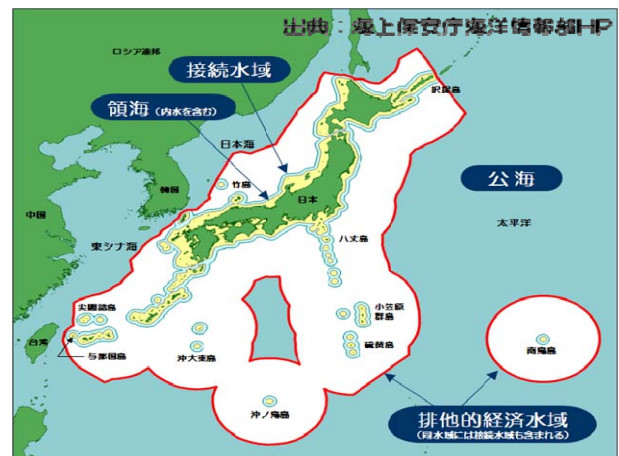 出典：海上保安庁海洋情報部HP
ロシア連邦
接続水域
領海（内水を含む）
択捉島
日本海
竹島
公海
韓国
日本
中国
太平洋
東シナ海
八丈島
尖閣諸島
小笠原
群島
台湾
硫黄島
与那国島
沖大東島
南鳥島
沖ノ鳥島
排他的経済水域
（同水域には接続水域も含まれる）